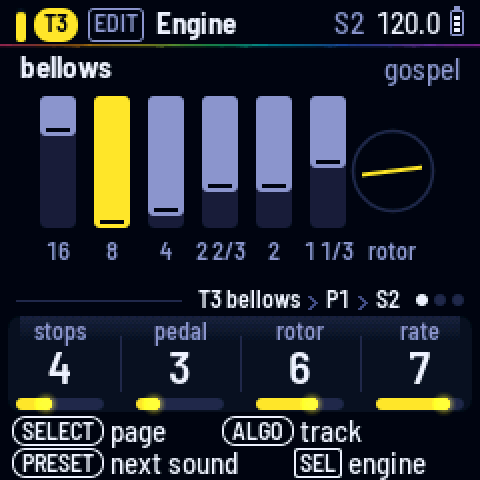 T3 EDIT Engine S2 120.0
bellows gospel
16 8 4 2 2/3 2 1 1/3 rotor
T3 bellows > P1 > S2
stops pedal rotor rate
4 3 6 7
SELECT page ALGO track
PRESET next sound SEL engine